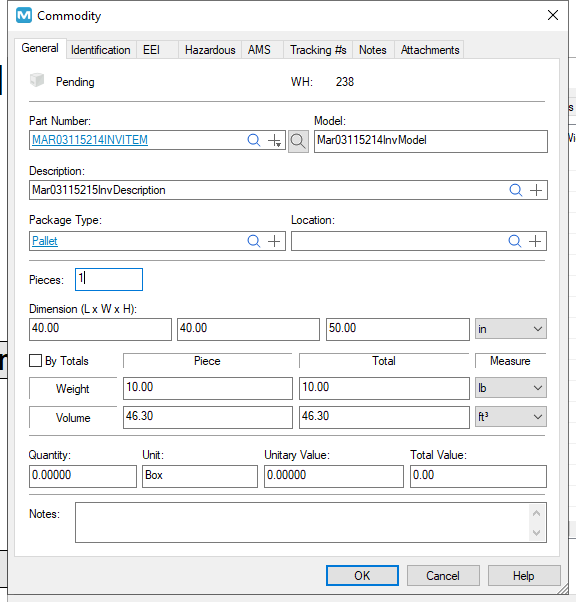 Commodity
General Identification EEI Hazardous AMS Tracking #s Notes Attachments
Pending WH: 238
Part Number: Model:
MAR03115214INVITEM Mar03115214InvModel
Description:
Mar03115215InvDescription
Package Type: Location:
Pallet
Pieces: 1
Dimension (L x W x H):
40.00 40.00 50.00 in
By Totals Piece Total Measure
Weight 10.00 10.00 lb
Volume 46.30 46.30 ft³
Quantity: Unit: Unitary Value: Total Value:
0.00000 Box 0.00000 0.00
Notes:
OK Cancel Help